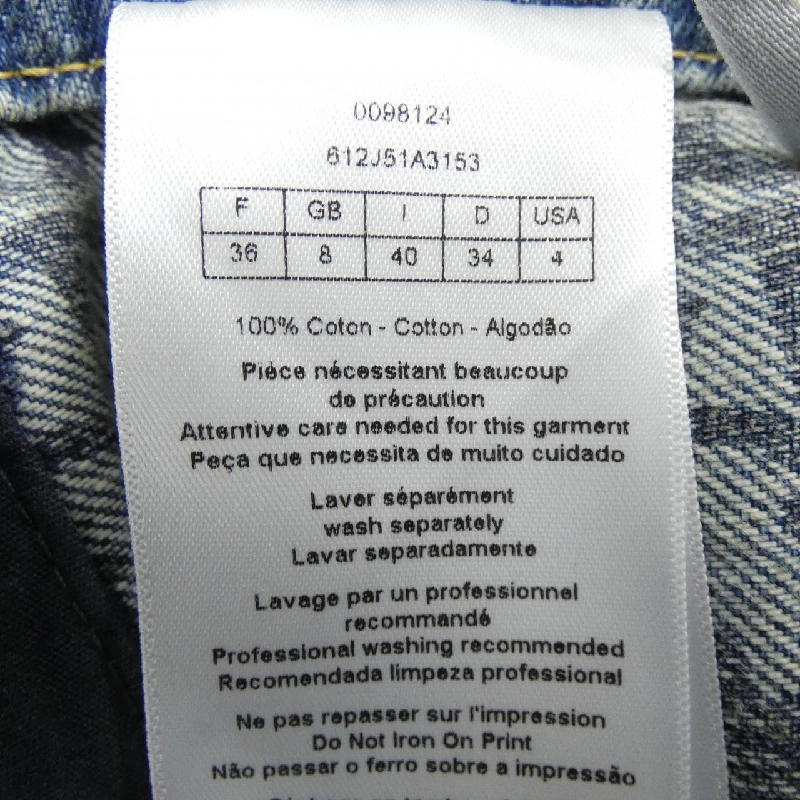 0098124
612J51A3153
F GB I D USA
36 8 40 34 4
100% Coton - Cotton - Algodão
Pièce nécessitant beaucoup
de précaution
Attentive care needed for this garment
Peça que necessita de muito cuidado
Laver séparément
wash separately
Lavar separadamente
Lavage par un professionnel
recommandé
Professional washing recommended
Recomendada limpeza professional
Ne pas repasser sur l'impression
Do Not Iron On Print
Não passar o ferro sobre a impressão